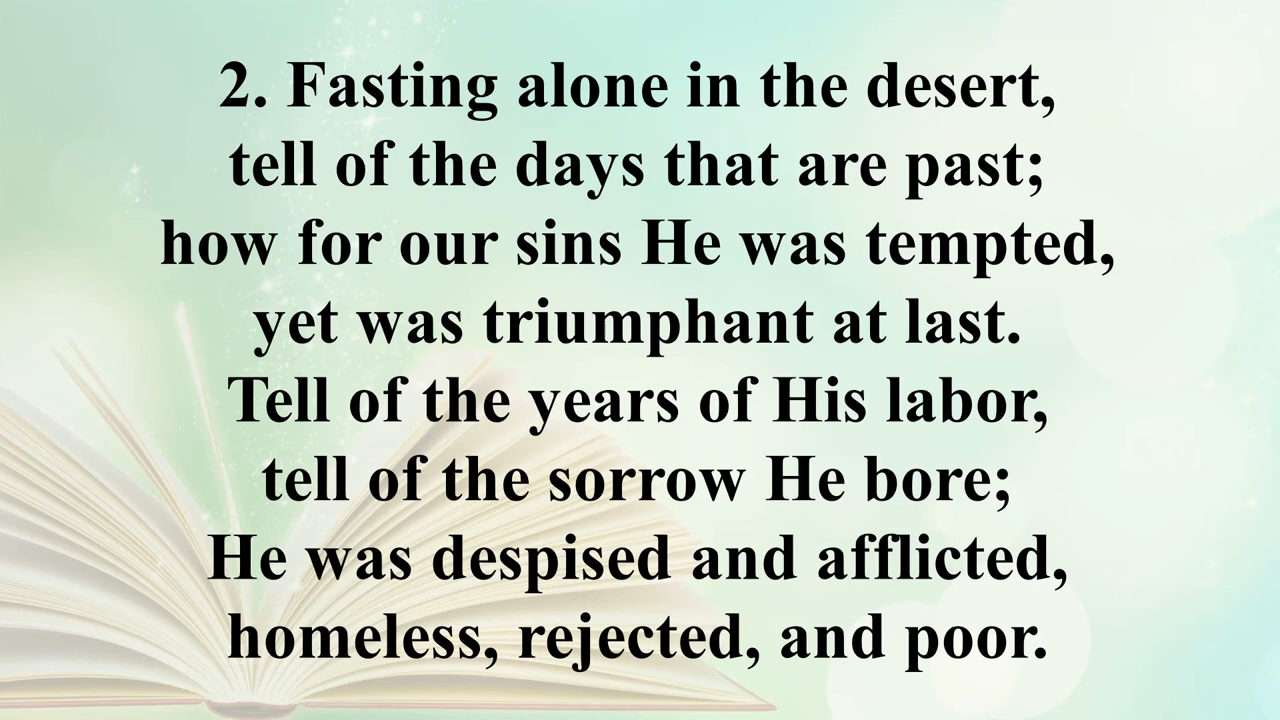 2. Fasting alone in the desert,
tell of the days that are past;
how for our sins He was tempted,
yet was triumphant at last.
Tell of the years of His labor,
tell of the sorrow He bore;
He was despised and afflicted,
homeless, rejected, and poor.